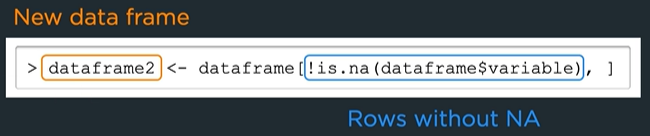 New data frame
> dataframe2 <- dataframe[!is.na(dataframe$variable), ]
Rows without NA